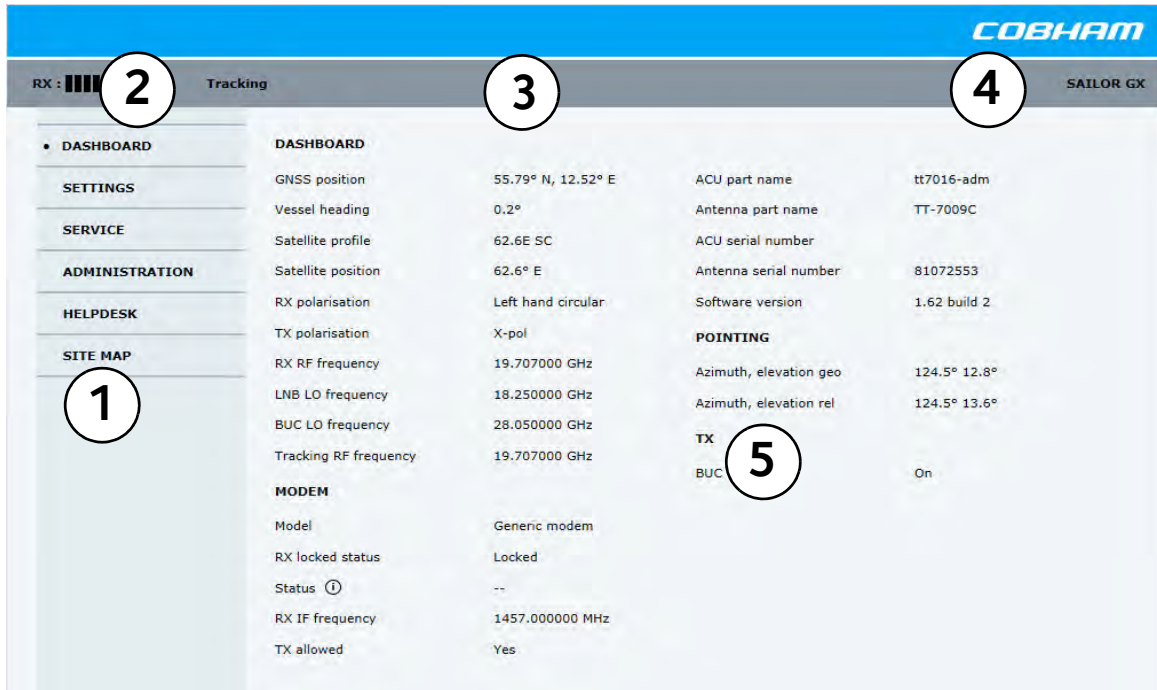 COBHAM
RX :
2
Tracking
3
4
SAILOR GX
• DASHBOARD
SETTINGS
SERVICE
ADMINISTRATION
HELPDESK
SITE MAP
1
DASHBOARD
GNSS position 55.79° N, 12.52° E
Vessel heading 0.2°
Satellite profile 62.6E SC
Satellite position 62.6° E
RX polarisation Left hand circular
TX polarisation X-pol
RX RF frequency 19.707000 GHz
LNB LO frequency 18.250000 GHz
BUC LO frequency 28.050000 GHz
Tracking RF frequency 19.707000 GHz
MODEM
Model Generic modem
RX locked status Locked
Status ⓘ --
RX IF frequency 1457.000000 MHz
TX allowed Yes
ACU part name tt7016-adm
Antenna part name TT-7009C
ACU serial number
Antenna serial number 81072553
Software version 1.62 build 2
POINTING
Azimuth, elevation geo 124.5° 12.8°
Azimuth, elevation rel 124.5° 13.6°
TX
5
BUC On